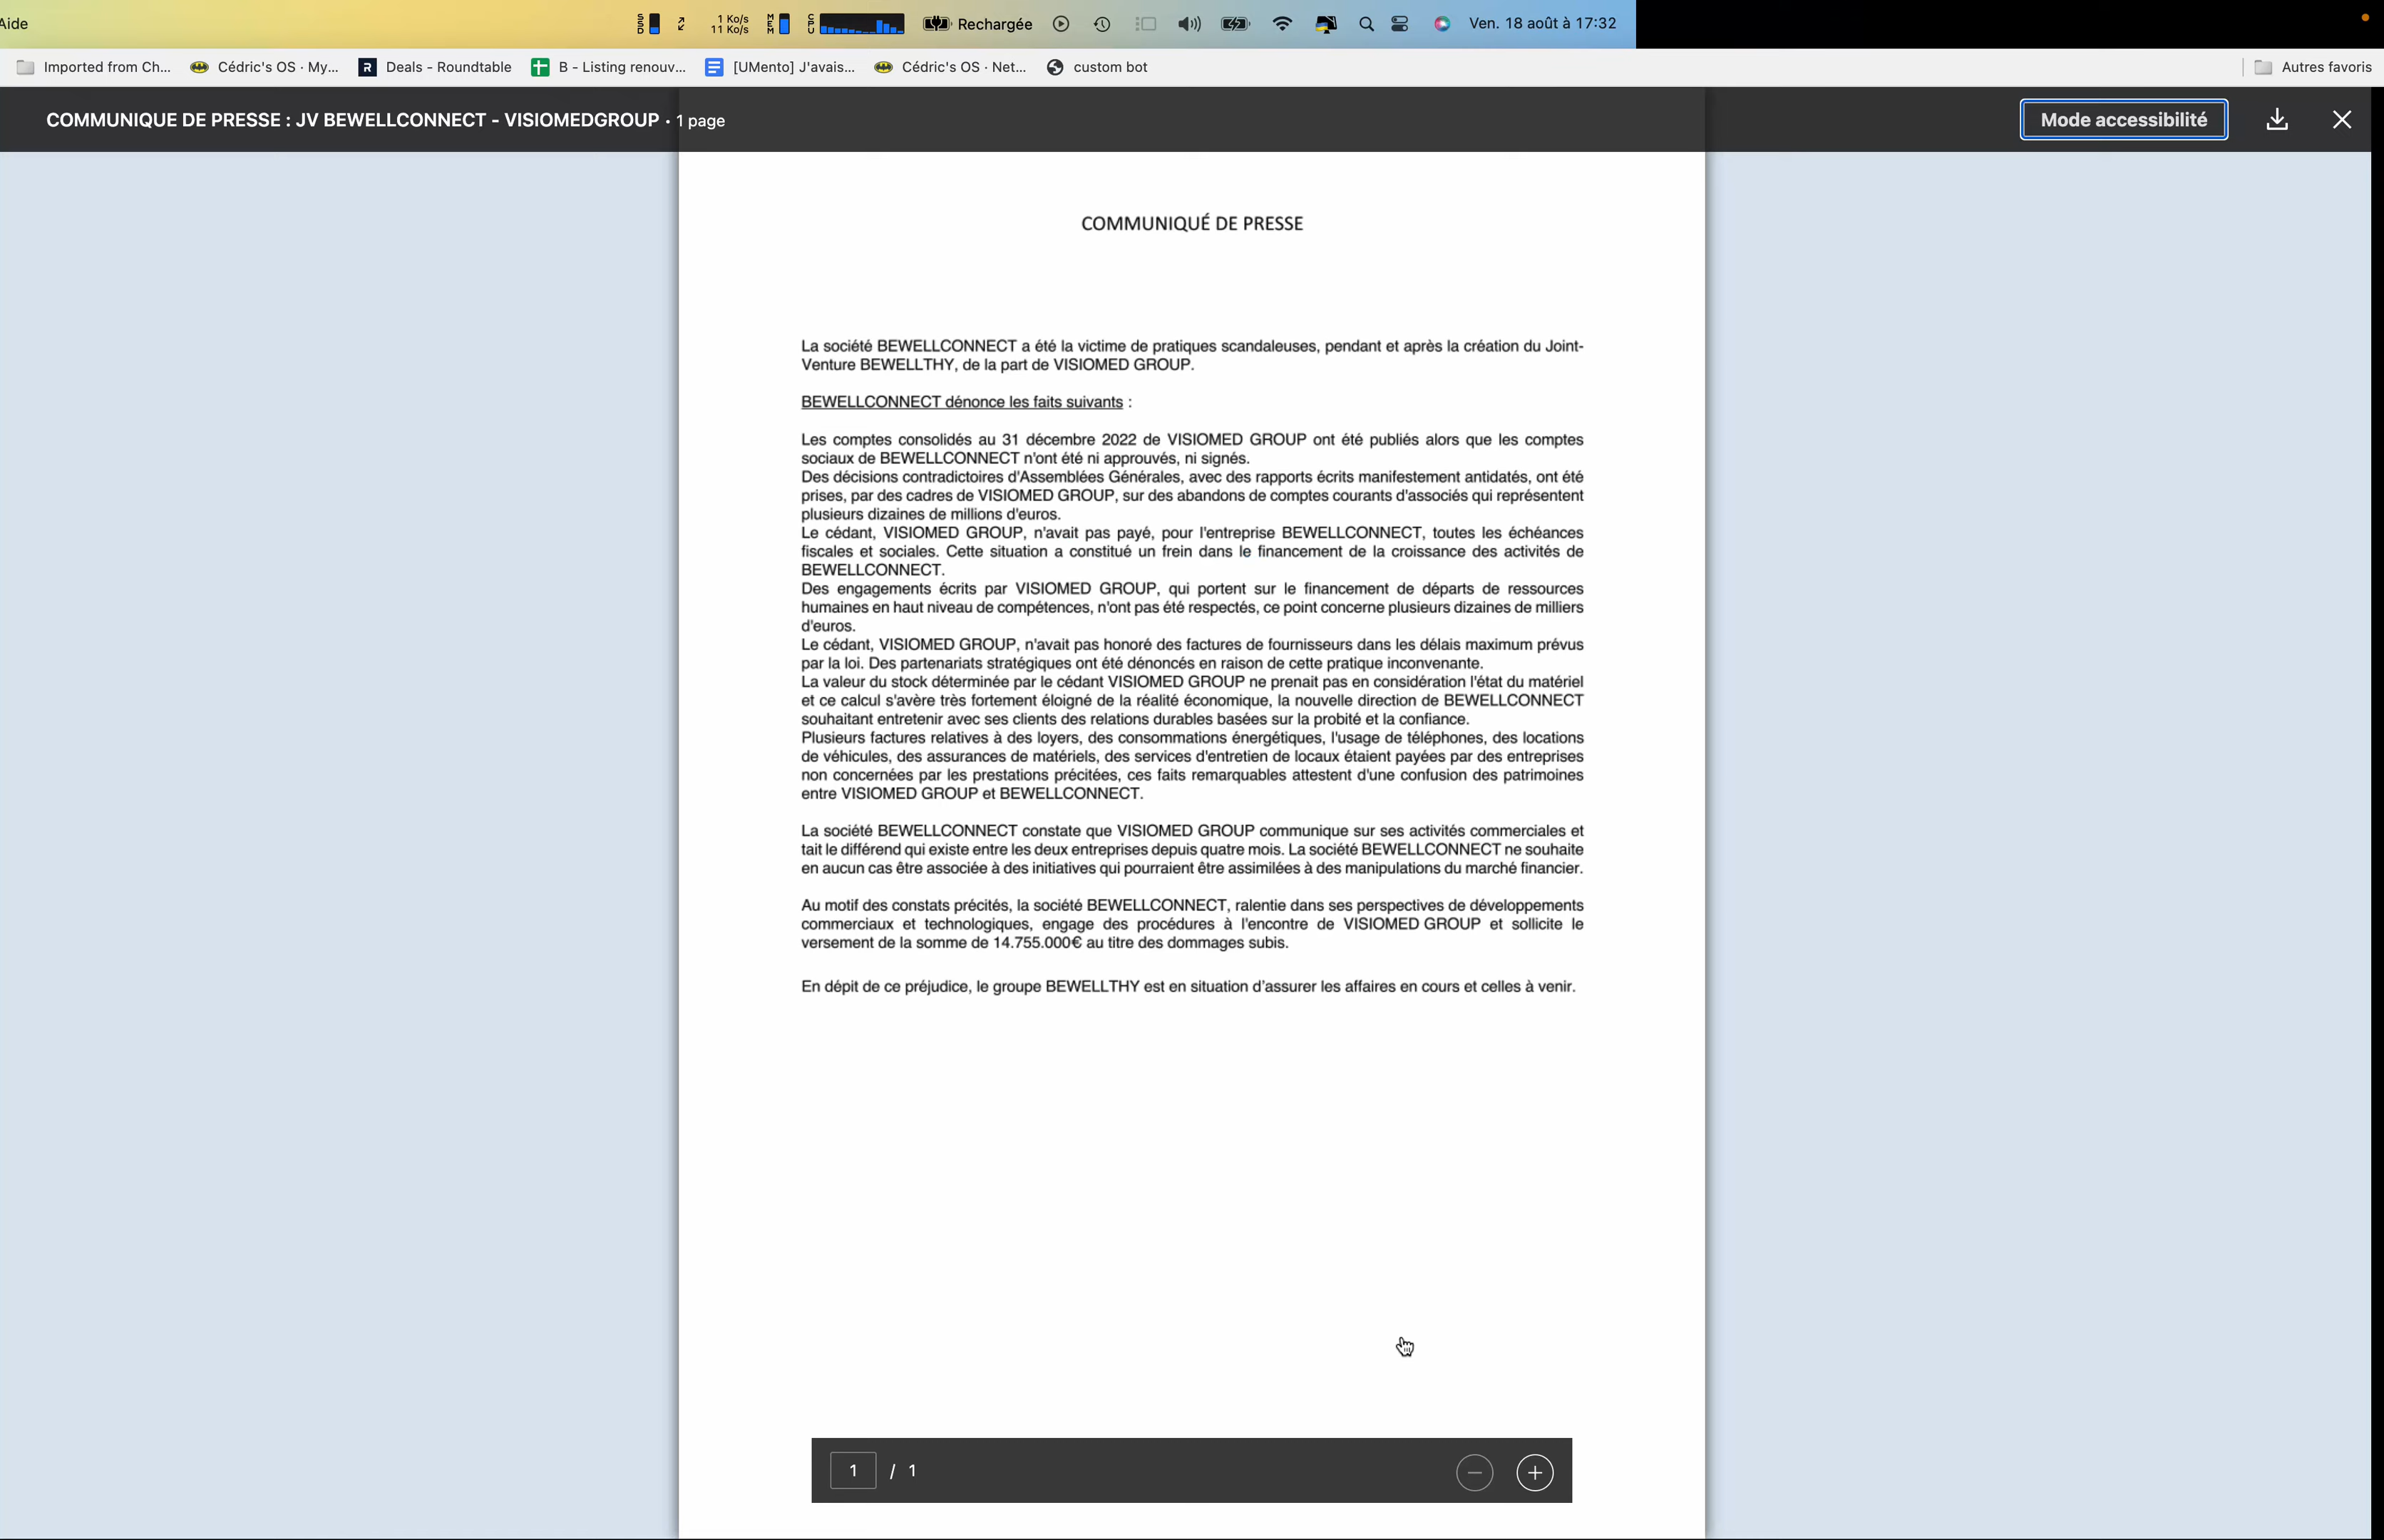 Aide
SSD
1 Ko/s
11 Ko/s
MEM
CPU
Rechargée
Ven. 18 août à 17:32
Imported from Ch...
Cédric's OS · My...
Deals - Roundtable
B - Listing renouv...
[UMento] J'avais...
Cédric's OS · Net...
custom bot
Autres favoris
COMMUNIQUE DE PRESSE : JV BEWELLCONNECT - VISIOMEDGROUP • 1 page
Mode accessibilité
COMMUNIQUÉ DE PRESSE
La société BEWELLCONNECT a été la victime de pratiques scandaleuses, pendant et après la création du Joint-
Venture BEWELLTHY, de la part de VISIOMED GROUP.
BEWELLCONNECT dénonce les faits suivants :
Les comptes consolidés au 31 décembre 2022 de VISIOMED GROUP ont été publiés alors que les comptes
sociaux de BEWELLCONNECT n'ont été ni approuvés, ni signés.
Des décisions contradictoires d'Assemblées Générales, avec des rapports écrits manifestement antidatés, ont été
prises, par des cadres de VISIOMED GROUP, sur des abandons de comptes courants d'associés qui représentent
plusieurs dizaines de millions d'euros.
Le cédant, VISIOMED GROUP, n'avait pas payé, pour l'entreprise BEWELLCONNECT, toutes les échéances
fiscales et sociales. Cette situation a constitué un frein dans le financement de la croissance des activités de
BEWELLCONNECT.
Des engagements écrits par VISIOMED GROUP, qui portent sur le financement de départs de ressources
humaines en haut niveau de compétences, n'ont pas été respectés, ce point concerne plusieurs dizaines de milliers
d'euros.
Le cédant, VISIOMED GROUP, n'avait pas honoré des factures de fournisseurs dans les délais maximum prévus
par la loi. Des partenariats stratégiques ont été dénoncés en raison de cette pratique inconvenante.
La valeur du stock déterminée par le cédant VISIOMED GROUP ne prenait pas en considération l'état du matériel
et ce calcul s'avère très fortement éloigné de la réalité économique, la nouvelle direction de BEWELLCONNECT
souhaitant entretenir avec ses clients des relations durables basées sur la probité et la confiance.
Plusieurs factures relatives à des loyers, des consommations énergétiques, l'usage de téléphones, des locations
de véhicules, des assurances de matériels, des services d'entretien de locaux étaient payées par des entreprises
non concernées par les prestations précitées, ces faits remarquables attestent d'une confusion des patrimoines
entre VISIOMED GROUP et BEWELLCONNECT.
La société BEWELLCONNECT constate que VISIOMED GROUP communique sur ses activités commerciales et
tait le différend qui existe entre les deux entreprises depuis quatre mois. La société BEWELLCONNECT ne souhaite
en aucun cas être associée à des initiatives qui pourraient être assimilées à des manipulations du marché financier.
Au motif des constats précités, la société BEWELLCONNECT, ralentie dans ses perspectives de développements
commerciaux et technologiques, engage des procédures à l'encontre de VISIOMED GROUP et sollicite le
versement de la somme de 14.755.000€ au titre des dommages subis.
En dépit de ce préjudice, le groupe BEWELLTHY est en situation d'assurer les affaires en cours et celles à venir.
1 / 1